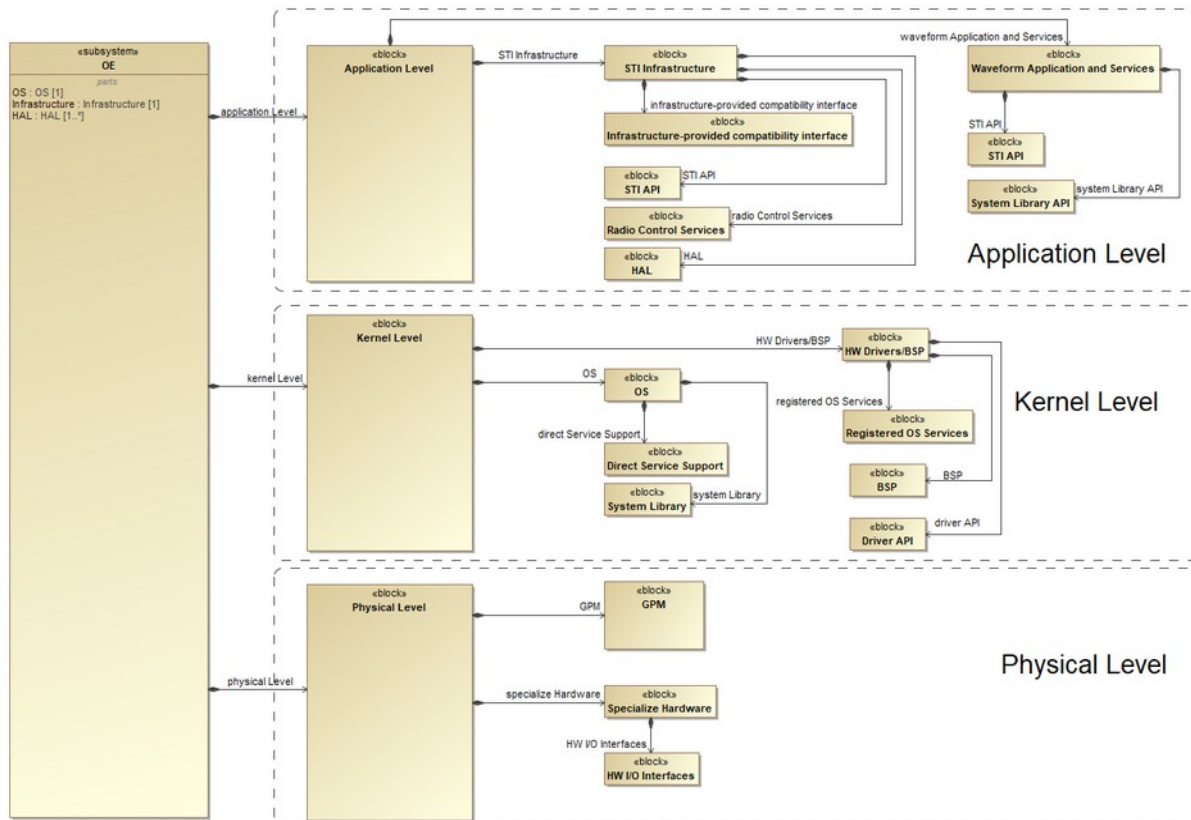 «subsystem»
OE
parts
OS : OS [1]
Infrastructure : Infrastructure [1]
HAL : HAL [1..*]
application Level
«block»
Application Level
STI Infrastructure
«block»
STI Infrastructure
infrastructure-provided compatibility interface
«block»
Infrastructure-provided compatibility interface
STI API
«block»
STI API
radio Control Services
«block»
Radio Control Services
HAL
«block»
HAL
waveform Application and Services
«block»
Waveform Application and Services
STI API
«block»
STI API
system Library API
«block»
System Library API
Application Level
kernel Level
«block»
Kernel Level
HW Drivers/BSP
«block»
HW Drivers/BSP
OS
«block»
OS
direct Service Support
«block»
Direct Service Support
system Library
«block»
System Library
registered OS Services
«block»
Registered OS Services
BSP
«block»
BSP
driver API
«block»
Driver API
Kernel Level
physical Level
«block»
Physical Level
GPM
«block»
GPM
specialize Hardware
«block»
Specialize Hardware
HW I/O Interfaces
«block»
HW I/O Interfaces
Physical Level